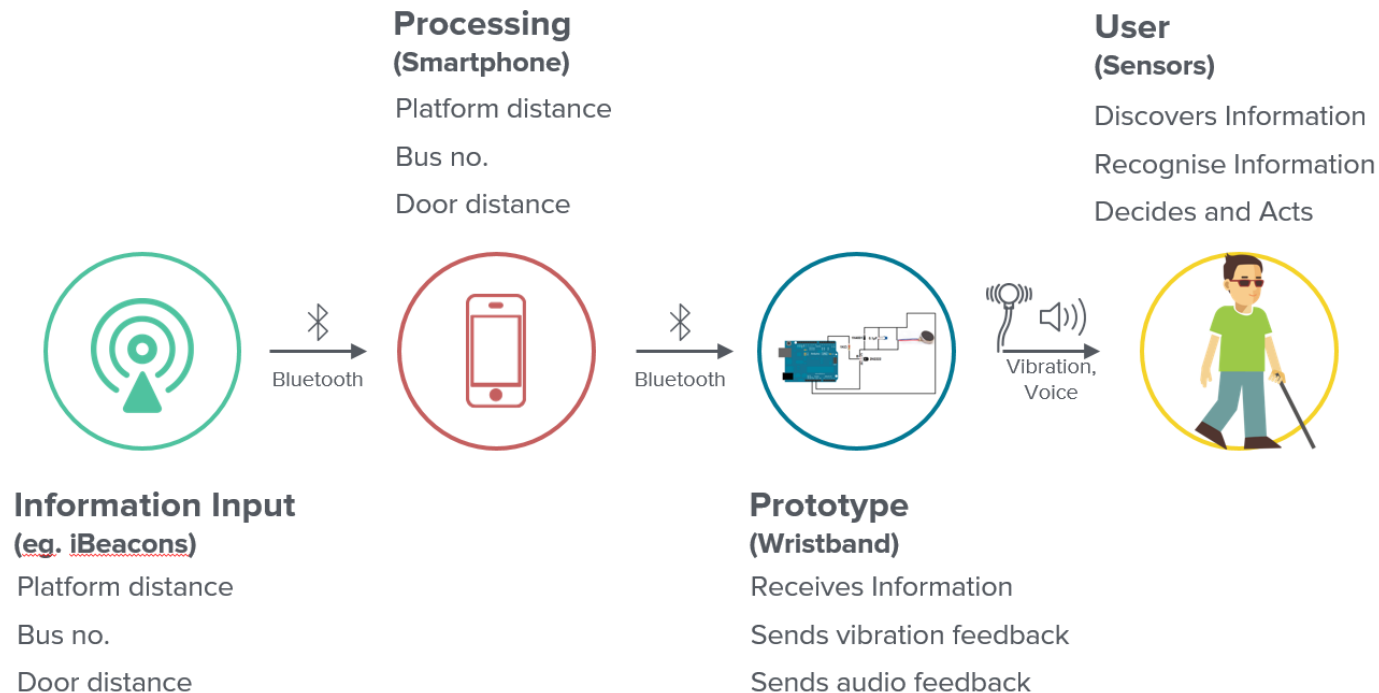 Processing
(Smartphone)
Platform distance
Bus no.
Door distance
User
(Sensors)
Discovers Information
Recognise Information
Decides and Acts
Bluetooth
Bluetooth
Vibration,
Voice
Information Input
(eg. iBeacons)
Platform distance
Bus no.
Door distance
Prototype
(Wristband)
Receives Information
Sends vibration feedback
Sends audio feedback